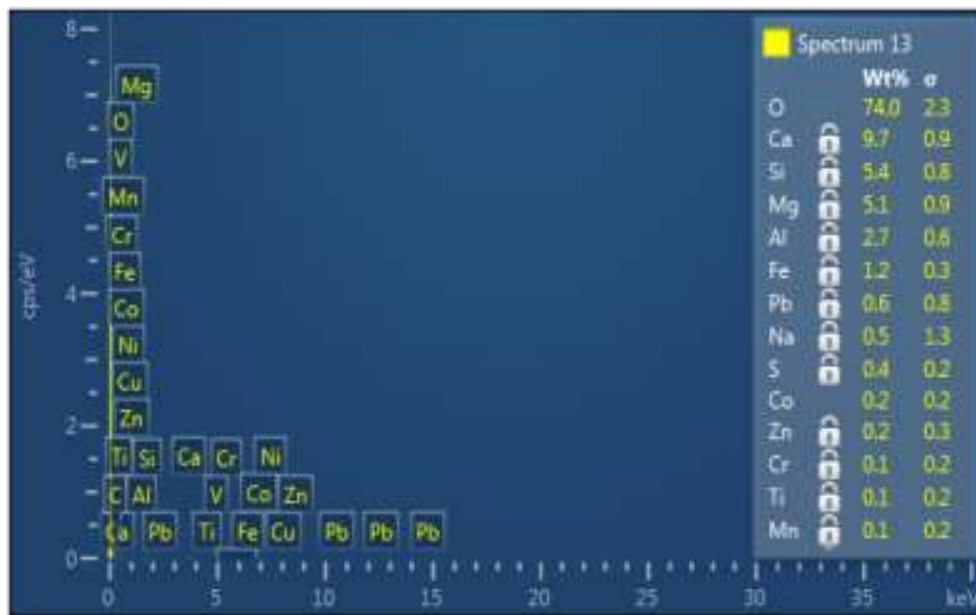 8
Spectrum 13
Mg
Wt% σ
O
O 74.0 2.3
Ca 9.7 0.9
6
V
Si 5.4 0.8
Mn
Mg 5.1 0.9
Cr
Al 2.7 0.6
cps/eV
Fe
Fe 1.2 0.3
4
Co
Pb 0.6 0.8
Ni
Na 0.5 1.3
Cu
S 0.4 0.2
Zn
Co 0.2 0.2
2
Zn 0.2 0.3
Ti Si Ca Cr Ni
Cr 0.1 0.2
C Al V Co Zn
Ti 0.1 0.2
Ca Pb Ti Fe Cu Pb Pb Pb
Mn 0.1 0.2
0
0 5 10 15 20 25 30 35 keV